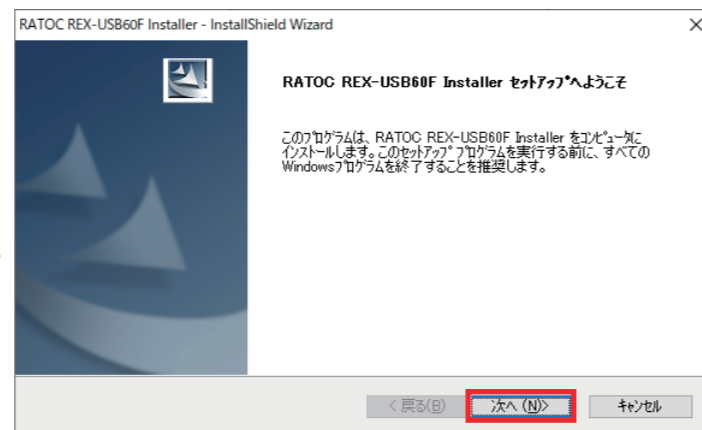 RATOC REX-USB60F Installer - InstallShield Wizard
RATOC REX-USB60F Installer ｾｯﾄｱｯﾌﾟへようこそ
このﾌﾟﾛｸﾞﾗﾑは、RATOC REX-USB60F Installer をｺﾝﾋﾟｭｰﾀに
ｲﾝｽﾄｰﾙします。このｾｯﾄｱｯﾌﾟ ﾌﾟﾛｸﾞﾗﾑを実行する前に、すべての
Windowsﾌﾟﾛｸﾞﾗﾑを終了することを推奨します。
< 戻る(B)
次へ (N)>
ｷｬﾝｾﾙ